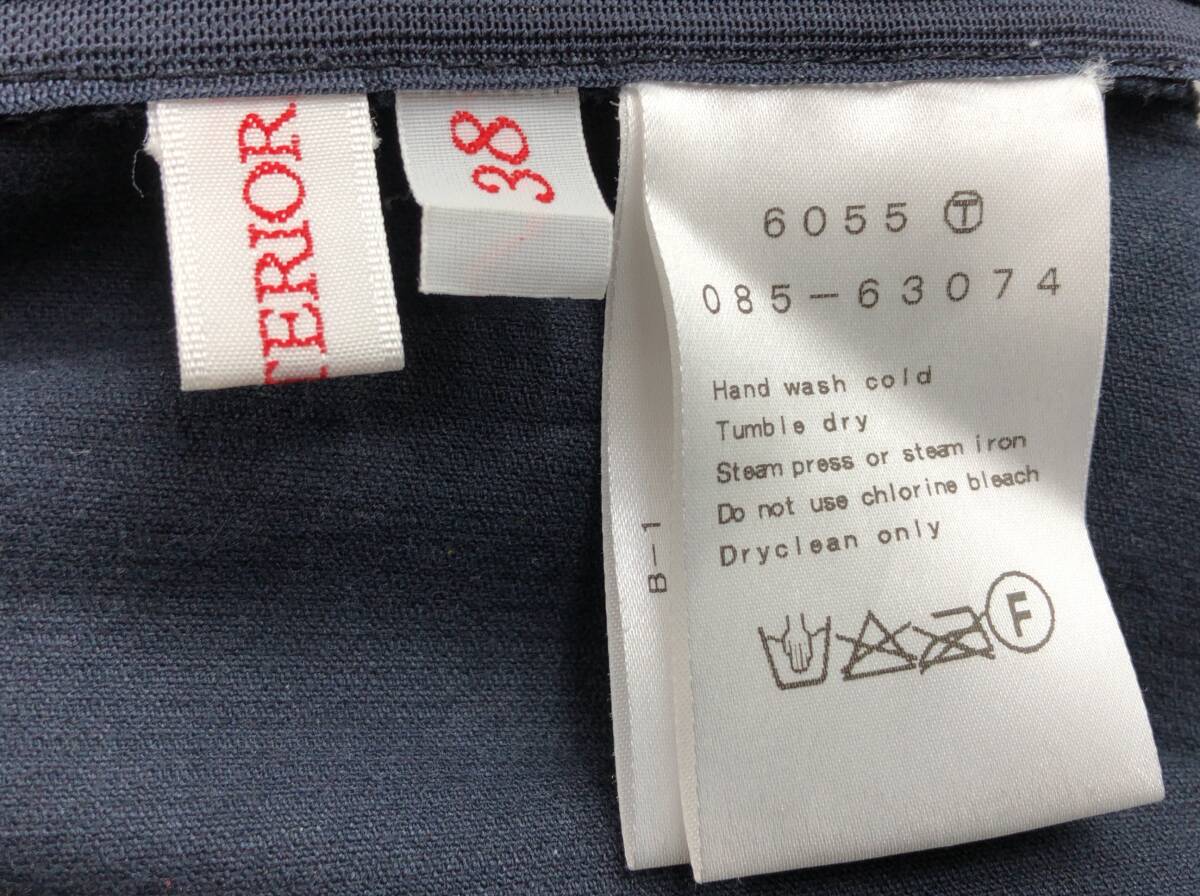 TERIOR
38
6055 Ⓣ
085-63074
Hand wash cold
Tumble dry
Steam press or steam iron
Do not use chlorine bleach
Dryclean only
F
B-1